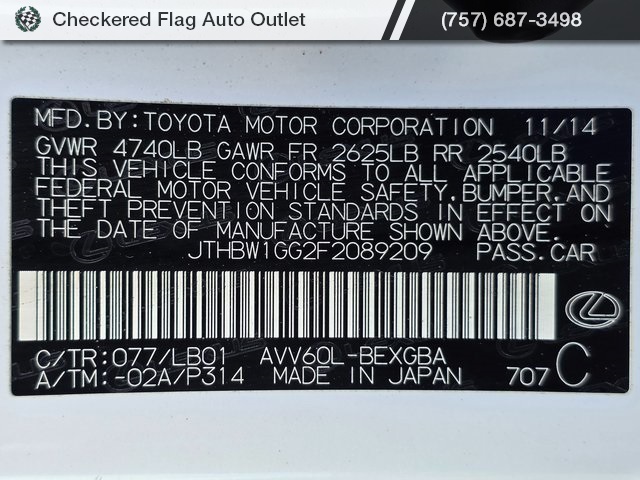 Checkered Flag Auto Outlet
(757) 687-3498
MFD.BY:TOYOTA MOTOR CORPORATION 11/14
GVWR 4740LB GAWR FR 2625LB RR 2540LB
THIS VEHICLE CONFORMS TO ALL APPLICABLE
FEDERAL MOTOR VEHICLE SAFETY,BUMPER,AND
THEFT PREVENTION STANDARDS IN EFFECT ON
THE DATE OF MANUFACTURE SHOWN ABOVE.
JTHBW1GG2F2089209 PASS.CAR
C/TR:077/LB01 AVV60L-BEXGBA
A/TM:-02A/P314 MADE IN JAPAN 707 C